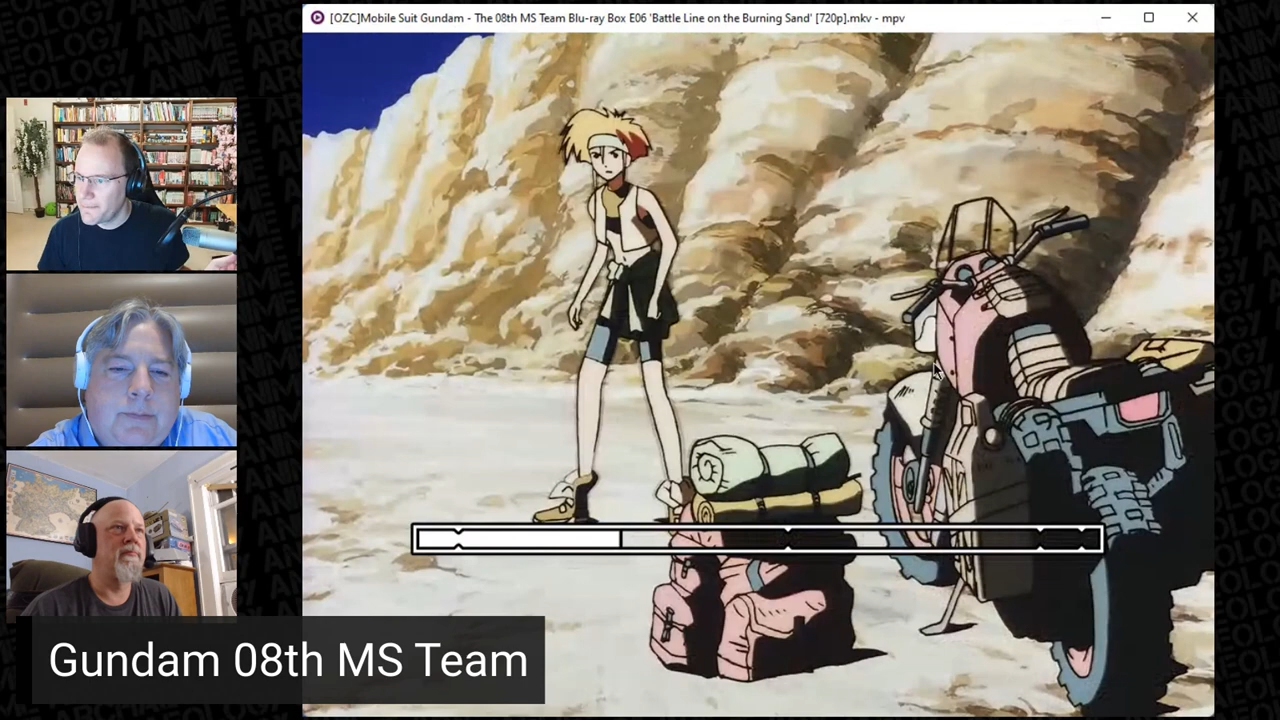 [OZC]Mobile Suit Gundam - The 08th MS Team Blu-ray Box E06 'Battle Line on the Burning Sand' [720p].mkv - mpv
Gundam 08th MS Team